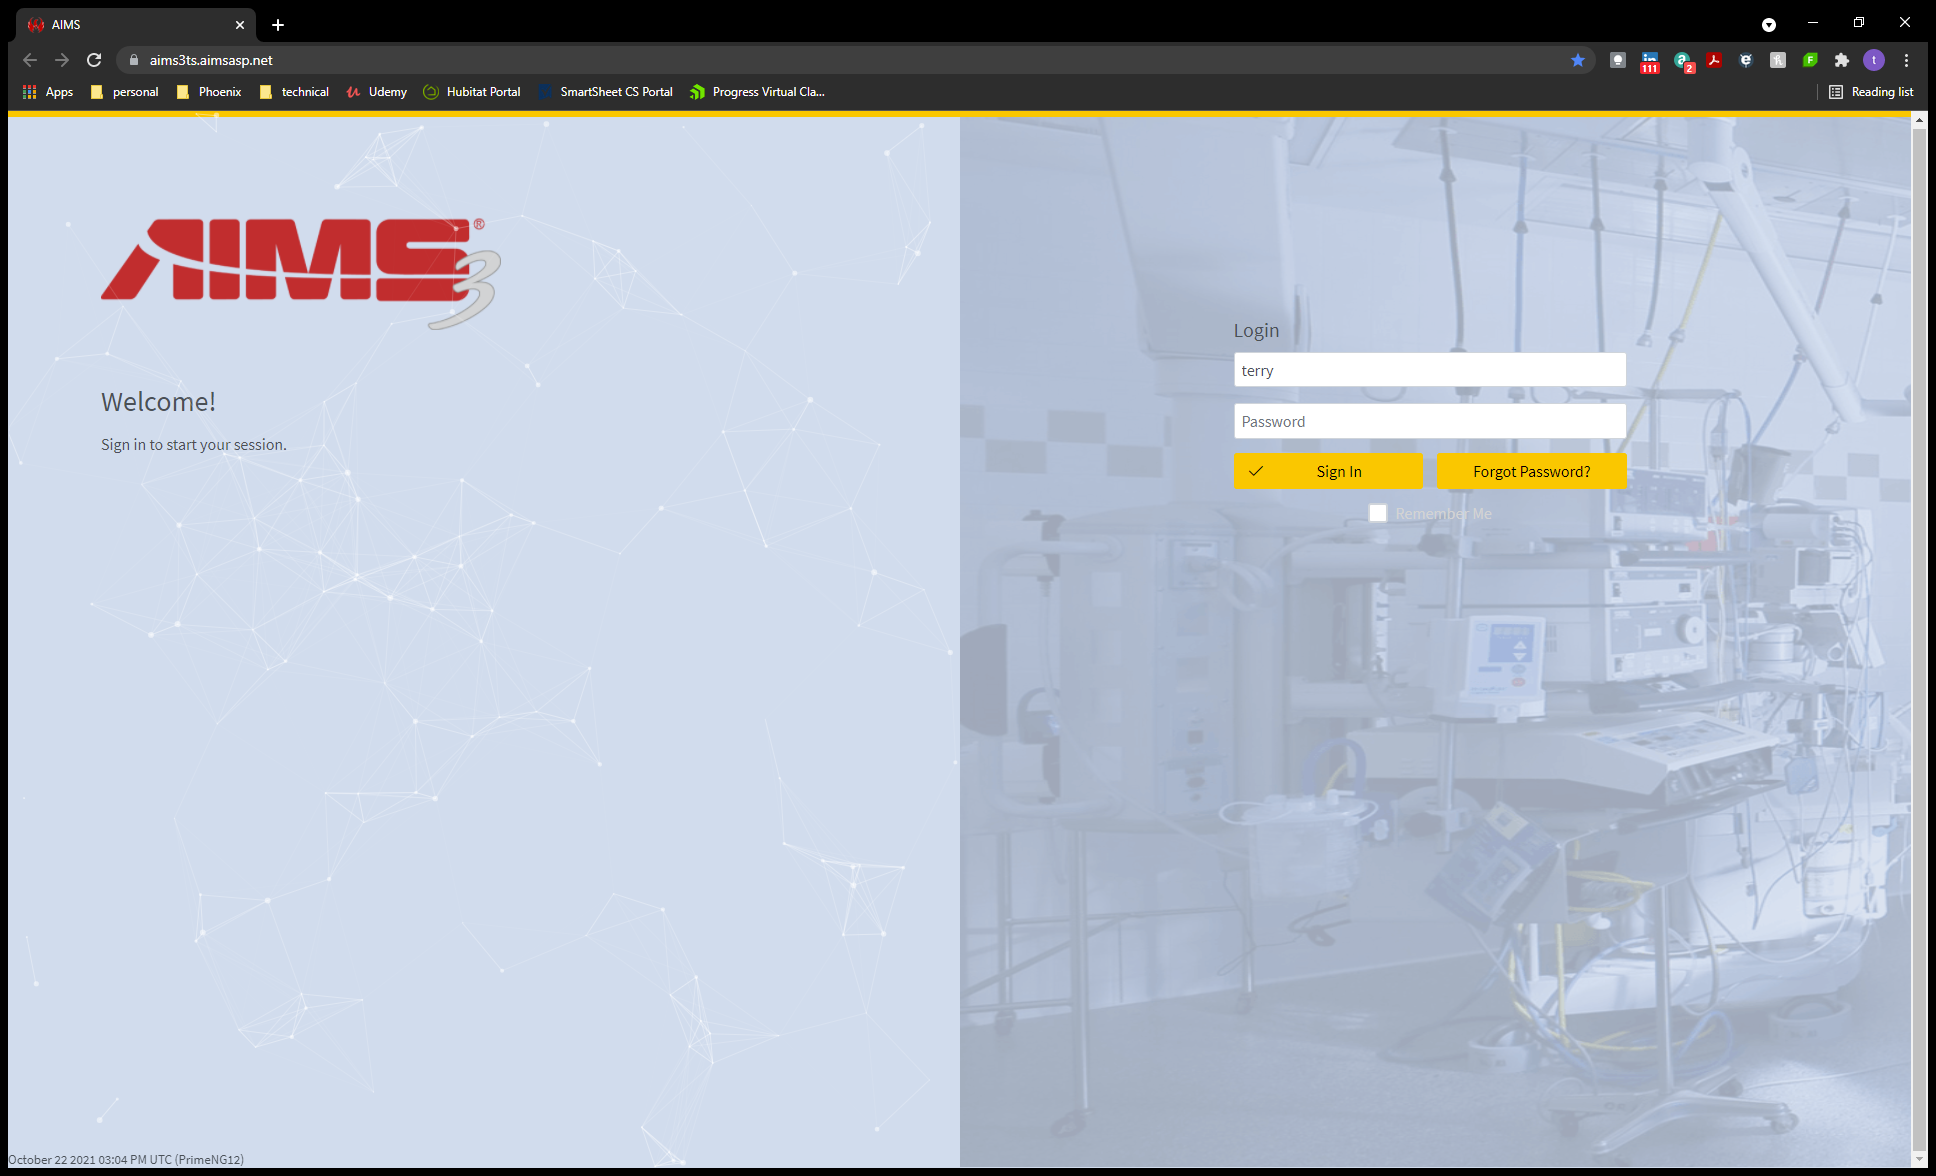 AIMS
aims3ts.aimsasp.net
111
2
t
Apps
personal
Phoenix
technical
Udemy
Hubitat Portal
SmartSheet CS Portal
Progress Virtual Cla...
Reading list
AIMS®
3
Login
terry
Welcome!
Password
Sign in to start your session.
Sign In
Forgot Password?
Remember Me
October 22 2021 03:04 PM UTC (PrimeNG12)